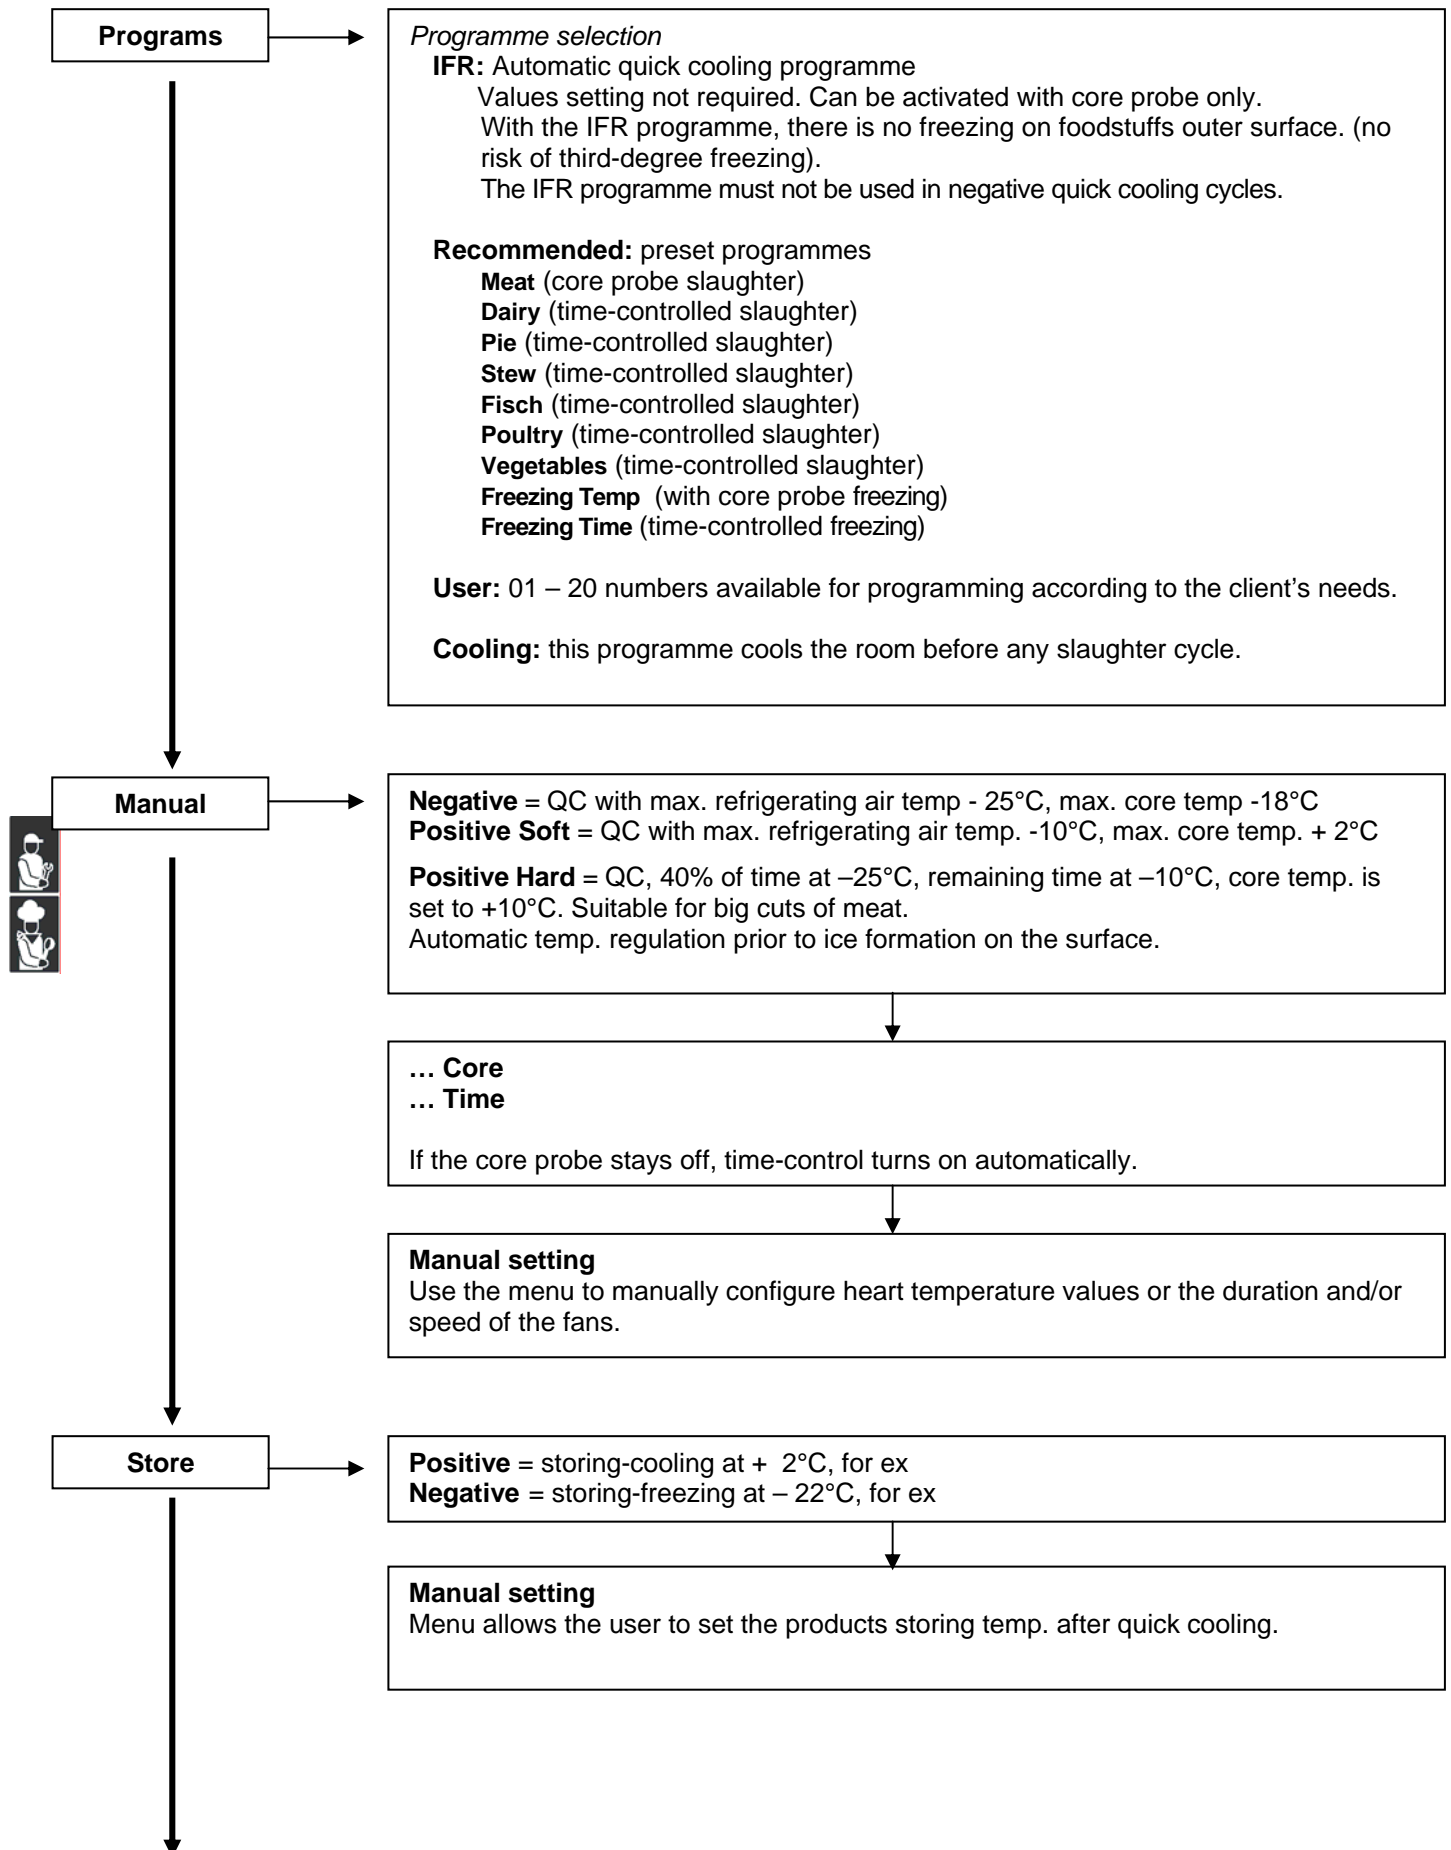 Programs
Programme selection
IFR: Automatic quick cooling programme
Values setting not required. Can be activated with core probe only.
With the IFR programme, there is no freezing on foodstuffs outer surface. (no
risk of third-degree freezing).
The IFR programme must not be used in negative quick cooling cycles.
Recommended: preset programmes
Meat (core probe slaughter)
Dairy (time-controlled slaughter)
Pie (time-controlled slaughter)
Stew (time-controlled slaughter)
Fisch (time-controlled slaughter)
Poultry (time-controlled slaughter)
Vegetables (time-controlled slaughter)
Freezing Temp (with core probe freezing)
Freezing Time (time-controlled freezing)
User: 01 – 20 numbers available for programming according to the client's needs.
Cooling: this programme cools the room before any slaughter cycle.
Manual
Negative = QC with max. refrigerating air temp - 25°C, max. core temp -18°C
Positive Soft = QC with max. refrigerating air temp. -10°C, max. core temp. + 2°C
Positive Hard = QC, 40% of time at –25°C, remaining time at –10°C, core temp. is
set to +10°C. Suitable for big cuts of meat.
Automatic temp. regulation prior to ice formation on the surface.
… Core
… Time
If the core probe stays off, time-control turns on automatically.
Manual setting
Use the menu to manually configure heart temperature values or the duration and/or
speed of the fans.
Store
Positive = storing-cooling at + 2°C, for ex
Negative = storing-freezing at – 22°C, for ex
Manual setting
Menu allows the user to set the products storing temp. after quick cooling.